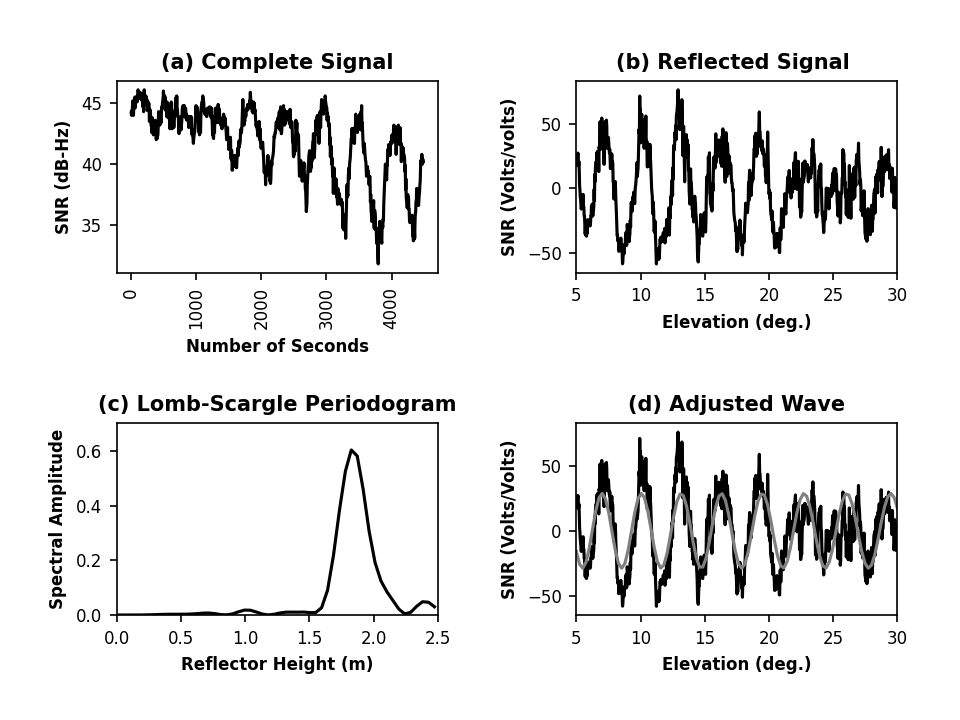 (a) Complete Signal
SNR (dB-Hz)
45
40
35
0
1000
2000
3000
4000
Number of Seconds
(b) Reflected Signal
SNR (Volts/volts)
50
0
−50
5 10 15 20 25 30
Elevation (deg.)
(c) Lomb-Scargle Periodogram
Spectral Amplitude
0.6
0.4
0.2
0.0
0.0 0.5 1.0 1.5 2.0 2.5
Reflector Height (m)
(d) Adjusted Wave
SNR (Volts/Volts)
50
0
−50
5 10 15 20 25 30
Elevation (deg.)